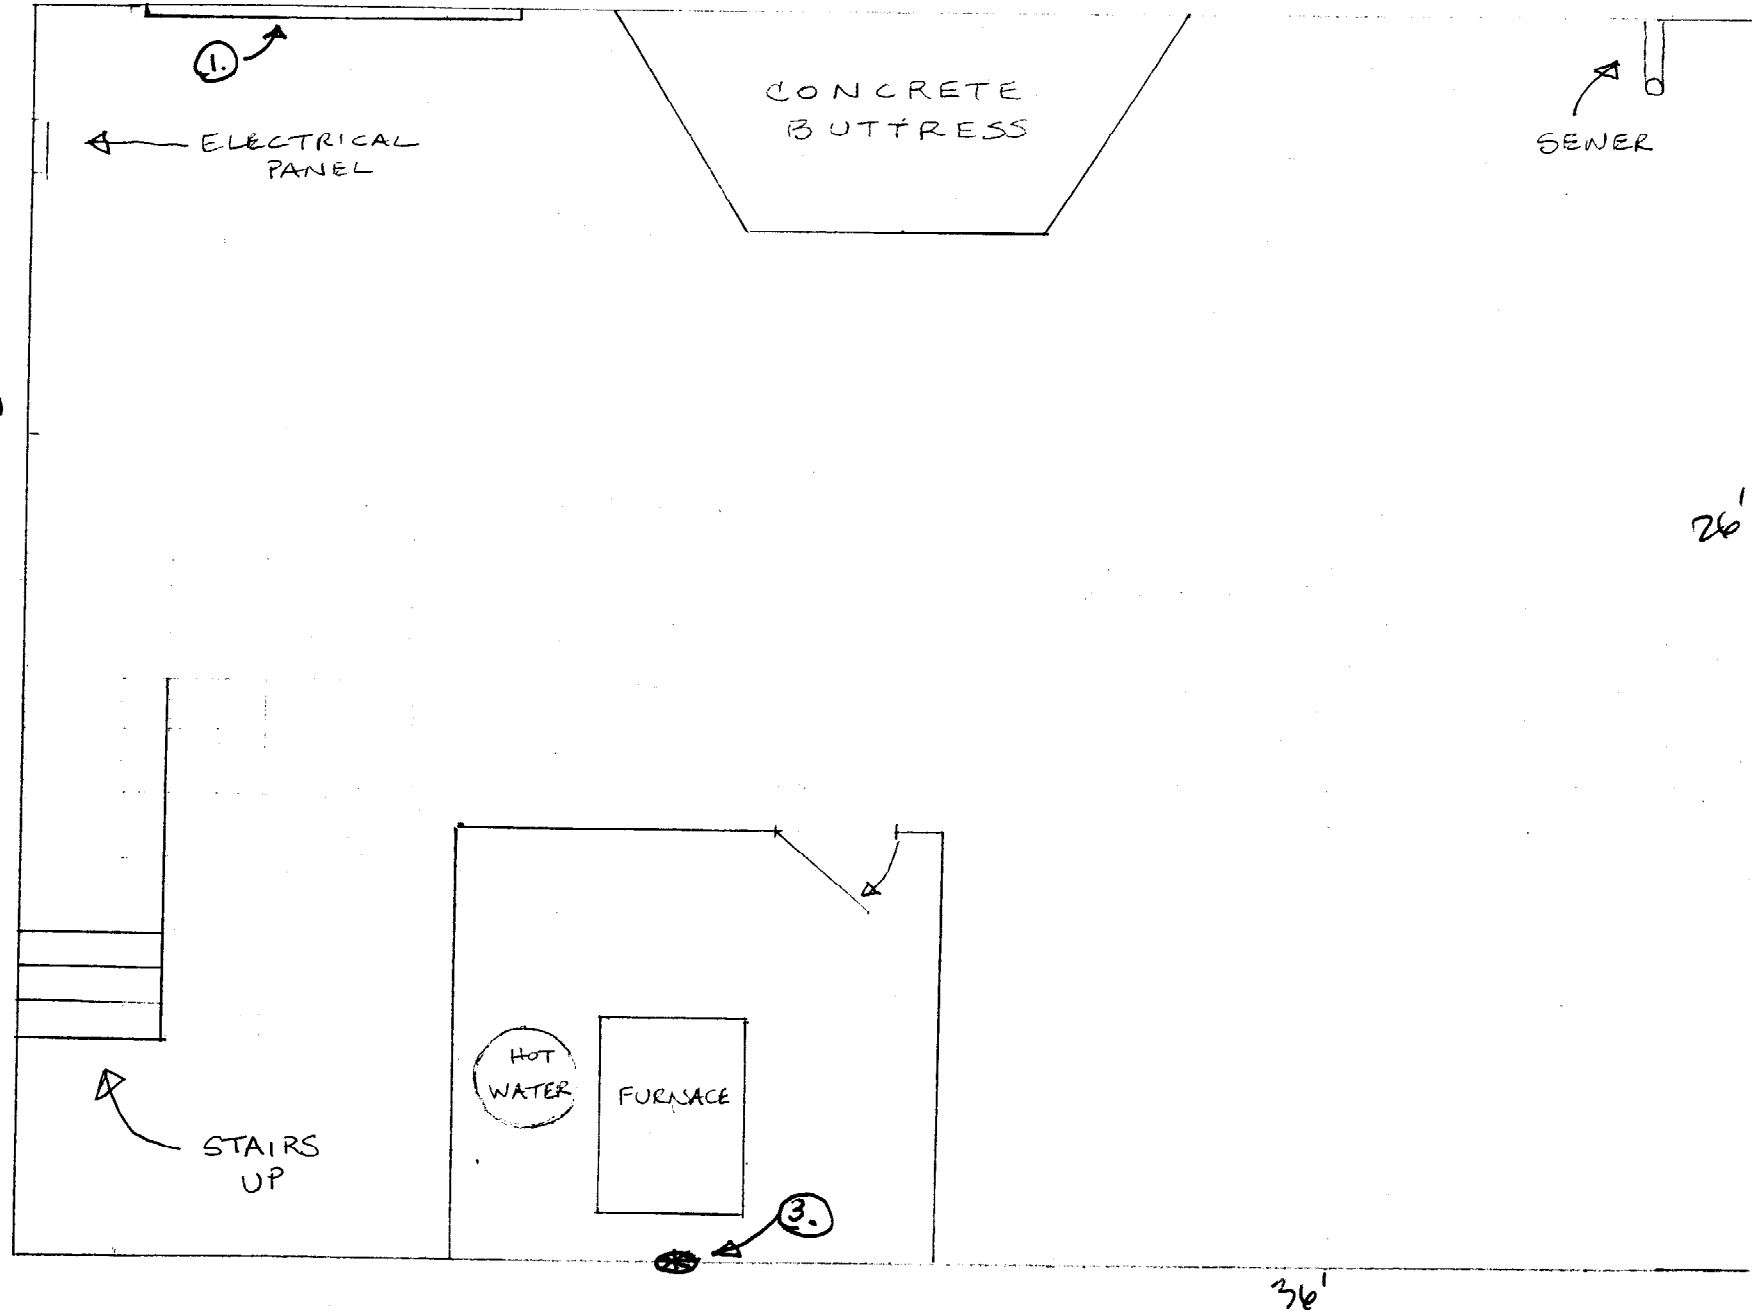 1.
CONCRETE
BUTTRESS
ELECTRICAL
PANEL
SEWER
26'
HOT
WATER
FURNACE
STAIRS
UP
3.
36'